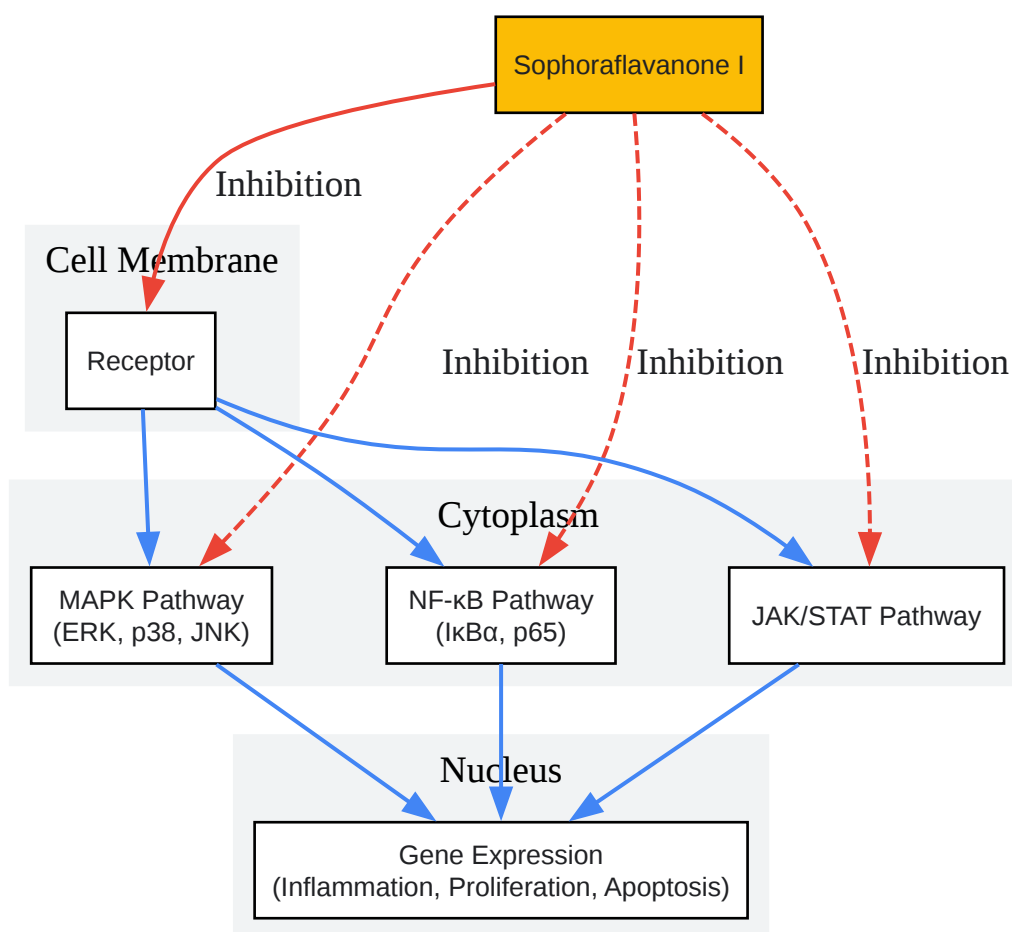 Sophoraflavanone I
Inhibition
Cell Membrane
Receptor
Inhibition
Inhibition
Inhibition
Cytoplasm
MAPK Pathway
(ERK, p38, JNK)
NF-κB Pathway
(IκBα, p65)
JAK/STAT Pathway
Nucleus
Gene Expression
(Inflammation, Proliferation, Apoptosis)